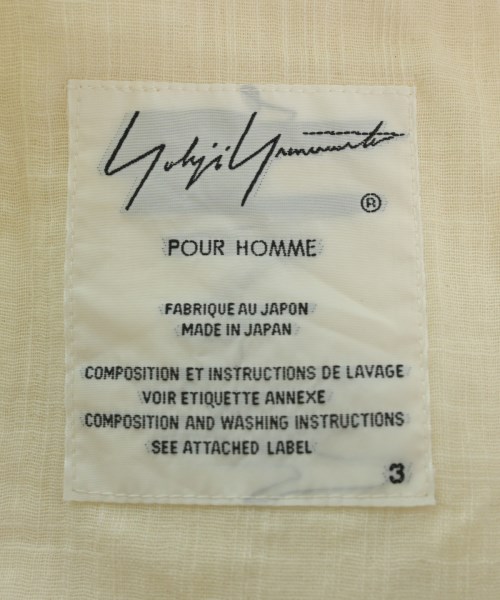 Yohji Yamamoto
®
POUR HOMME
FABRIQUE AU JAPON
MADE IN JAPAN
COMPOSITION ET INSTRUCTIONS DE LAVAGE
VOIR ETIQUETTE ANNEXE
COMPOSITION AND WASHING INSTRUCTIONS
SEE ATTACHED LABEL
3